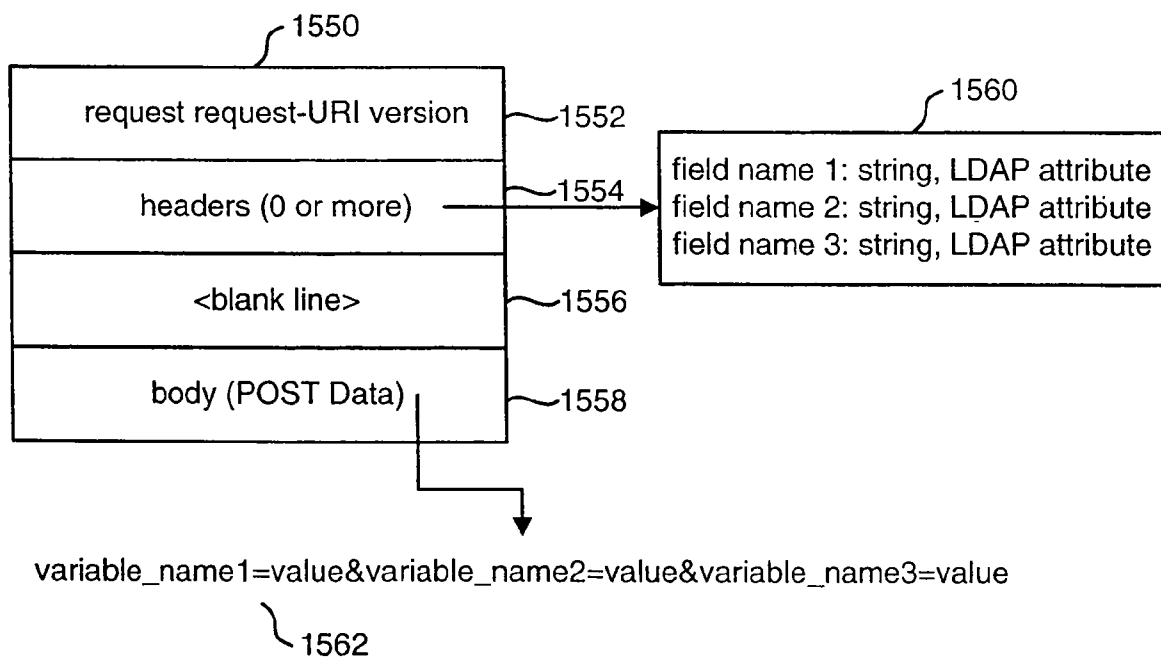 1550
request request-URI version
1552
1560
headers (0 or more)
1554
field name 1: string, LDAP attribute
field name 2: string, LDAP attribute
field name 3: string, LDAP attribute
<blank line>
1556
body (POST Data)
1558
variable_name1=value&variable_name2=value&variable_name3=value
1562